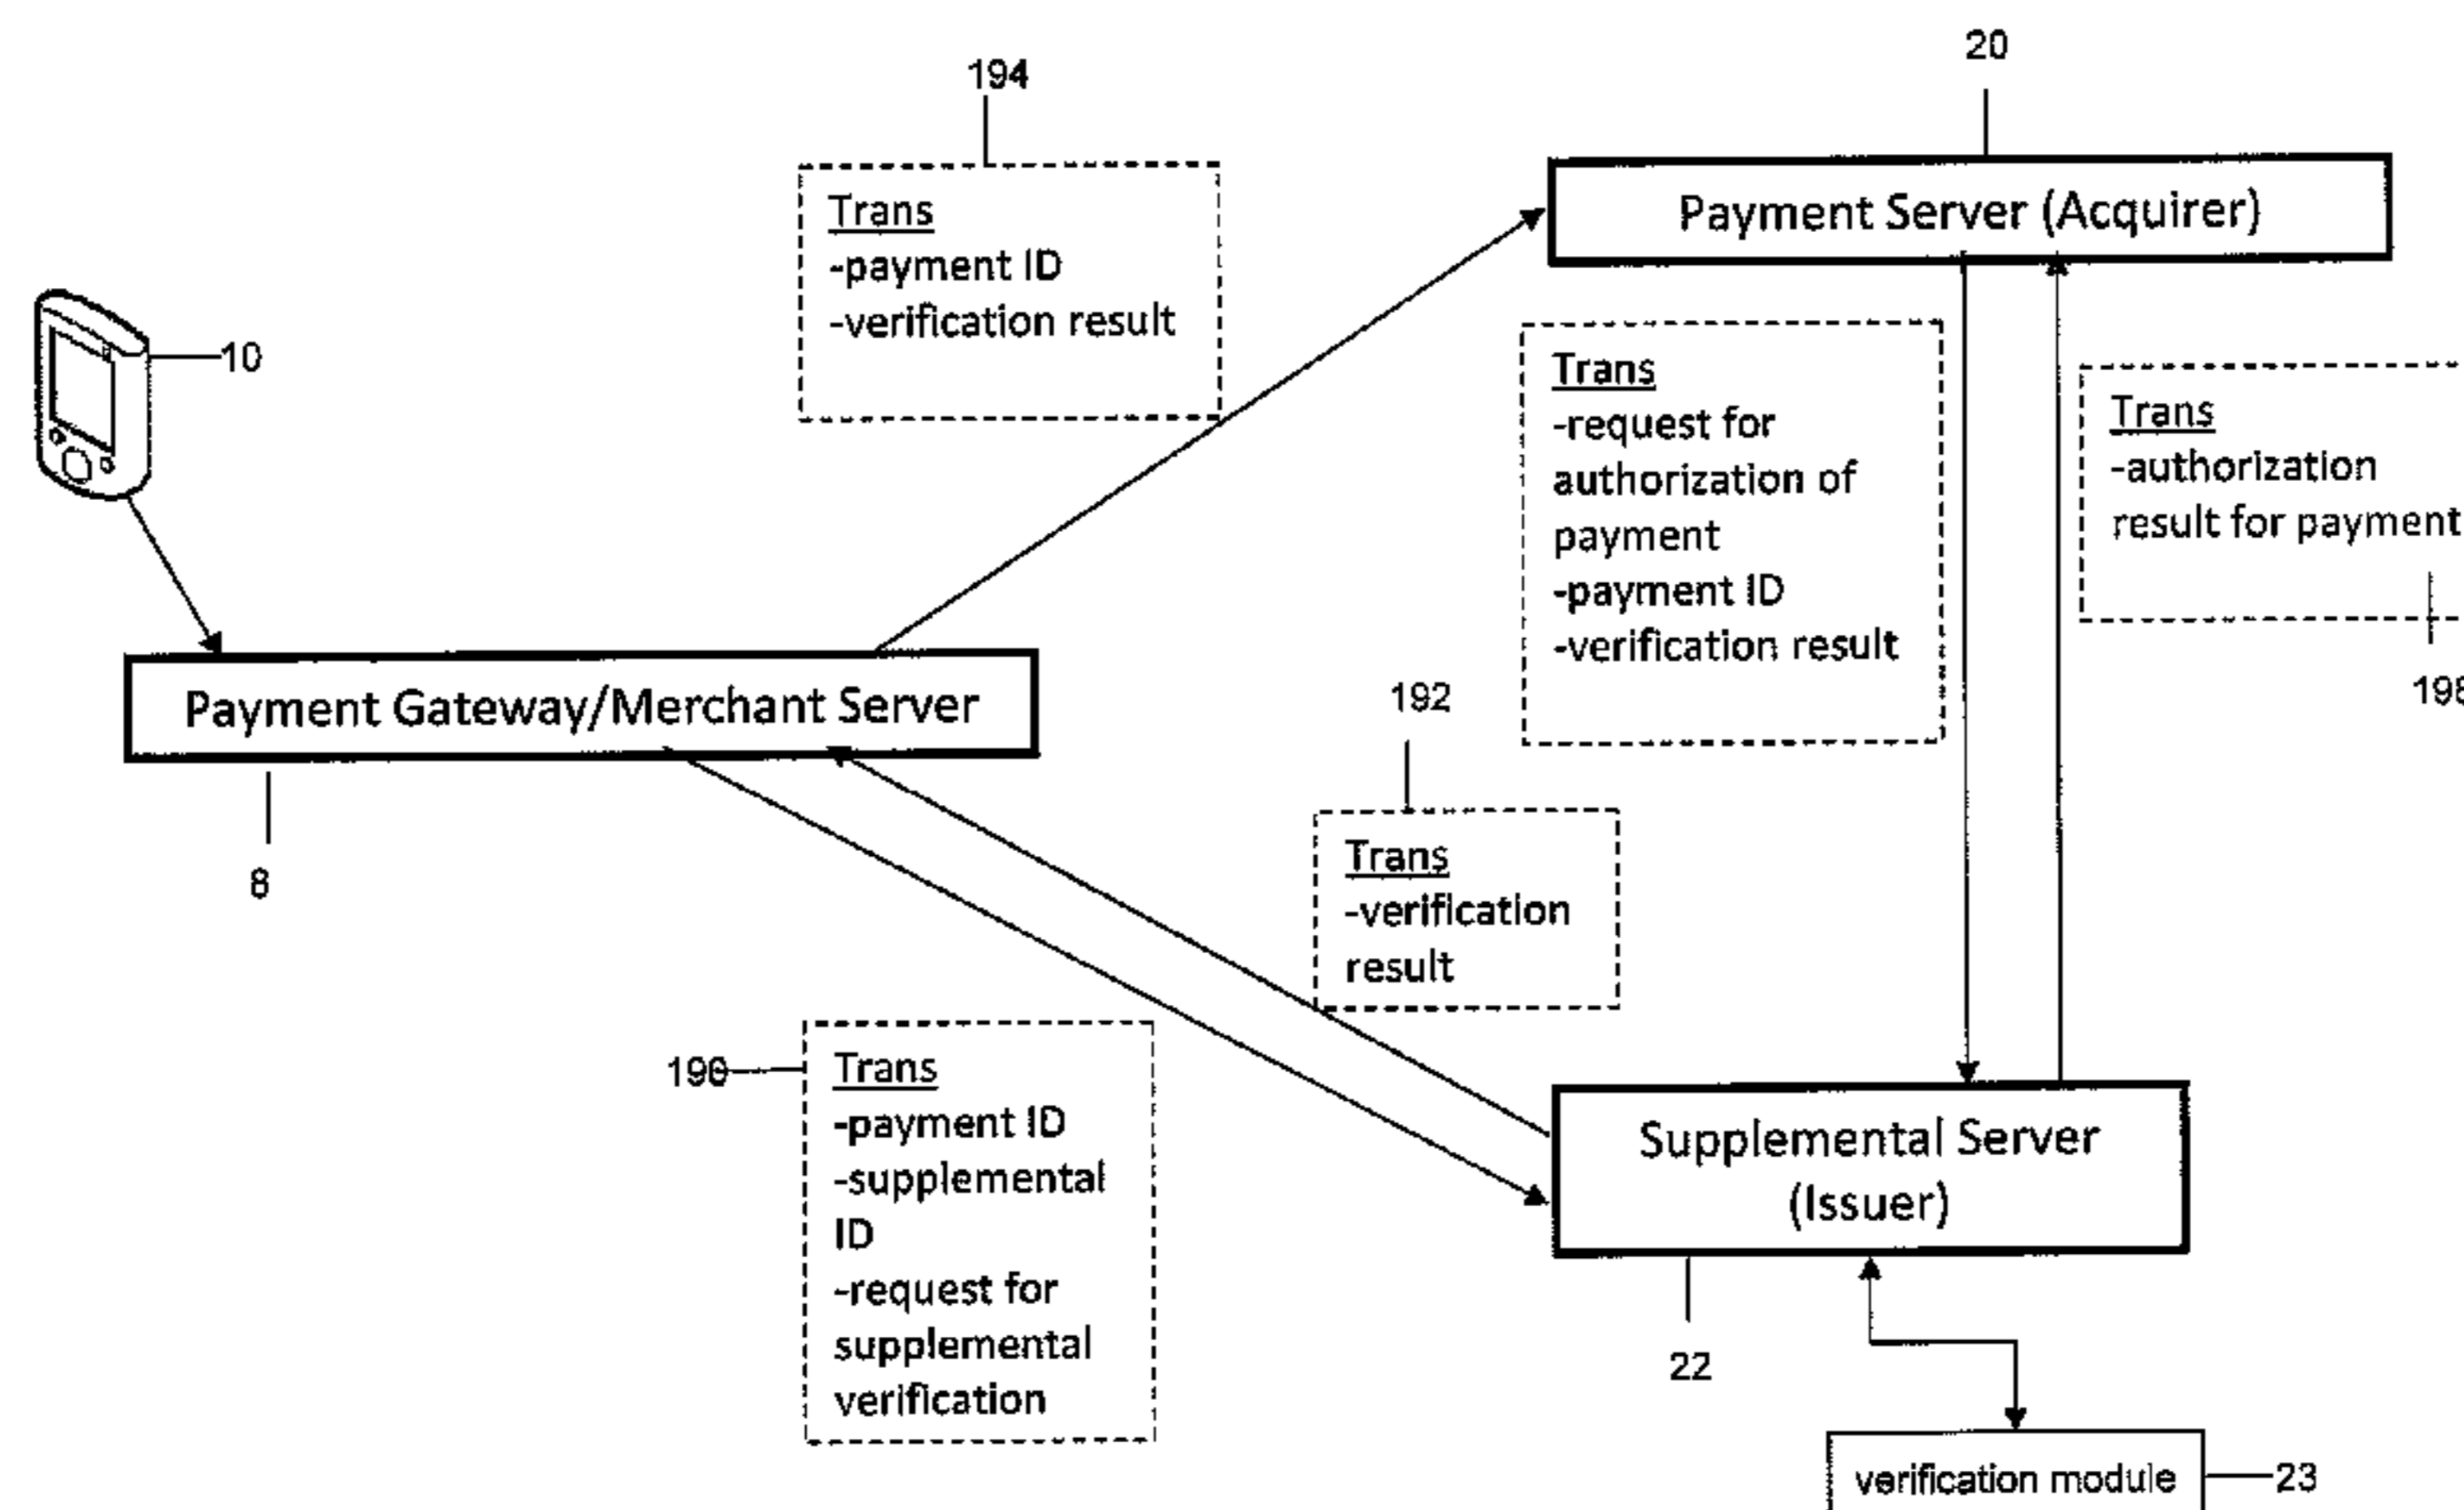 194
20
Trans
-payment ID
-verification result
Payment Server (Acquirer)
10
Trans
-request for
authorization of
payment
-payment ID
-verification result
Trans
-authorization
result for payment
Payment Gateway/Merchant Server
8
192
Trans
-verification
result
Trans
-payment ID
-supplemental
ID
-request for
supplemental
verification
Supplemental Server
(Issuer)
22
verification module
23